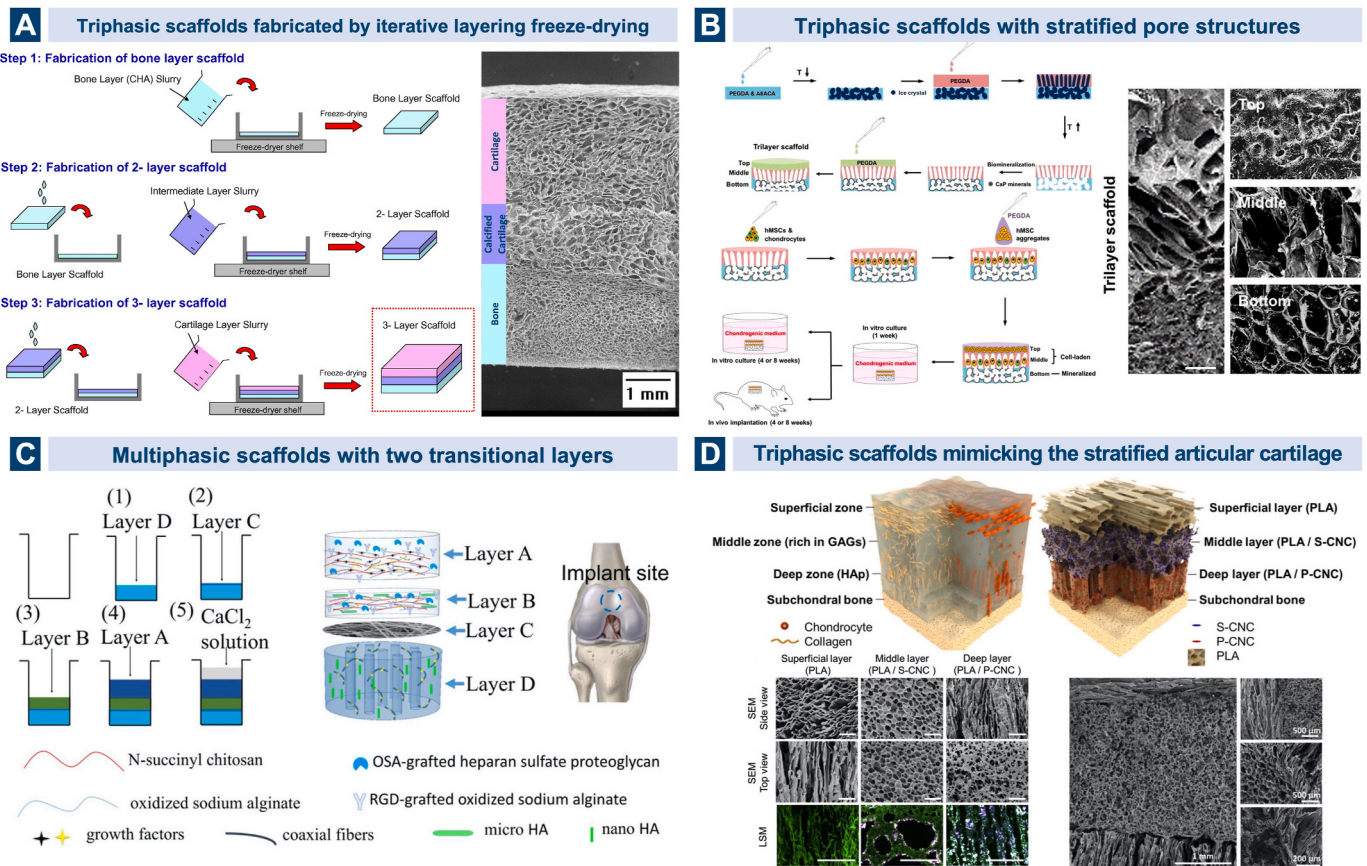 A
Triphasic scaffolds fabricated by iterative layering freeze-drying
Step 1: Fabrication of bone layer scaffold
Bone Layer (CHA) Slurry
Bone Layer Scaffold
Freeze-drying
Freeze-dryer shelf
Step 2: Fabrication of 2- layer scaffold
Intermediate Layer Slurry
2- Layer Scaffold
Freeze-drying
Bone Layer Scaffold
Freeze-dryer shelf
Step 3: Fabrication of 3- layer scaffold
Cartilage Layer Slurry
3- Layer Scaffold
Freeze-drying
2- Layer Scaffold
Freeze-dryer shelf
Cartilage
Calcified
Cartilage
Bone
1 mm
B
Triphasic scaffolds with stratified pore structures
PEGDA & A6ACA
T
Ice crystal
PEGDA
T
Trilayer scaffold
Top
Middle
Bottom
PEGDA
Biomineralization
CaP minerals
hMSCs &
chondrocytes
PEGDA
hMSC
aggregates
Chondrogenic medium
In vitro culture (4 or 8 weeks)
In vitro culture
(1 week)
Chondrogenic medium
Top
Middle
Bottom
Cell-laden
Mineralized
In vivo implantation (4 or 8 weeks)
Trilayer scaffold
Top
Middle
Bottom
C
Multiphasic scaffolds with two transitional layers
(1)
Layer D
(2)
Layer C
(3)
Layer B
(4)
Layer A
(5)
CaCl2
solution
Layer A
Layer B
Layer C
Layer D
Implant site
N-succinyl chitosan
OSA-grafted heparan sulfate proteoglycan
oxidized sodium alginate
RGD-grafted oxidized sodium alginate
growth factors
coaxial fibers
micro HA
nano HA
D
Triphasic scaffolds mimicking the stratified articular cartilage
Superficial zone
Middle zone (rich in GAGs)
Deep zone (HAp)
Subchondral bone
Chondrocyte
Collagen
Superficial layer (PLA)
Middle layer (PLA / S-CNC)
Deep layer (PLA / P-CNC)
Subchondral bone
S-CNC
P-CNC
PLA
Superficial layer
(PLA)
Middle layer
(PLA / S-CNC )
Deep layer
(PLA / P-CNC )
SEM
Side view
SEM
Top view
LSM
1 mm
500 µm
500 µm
200 µm